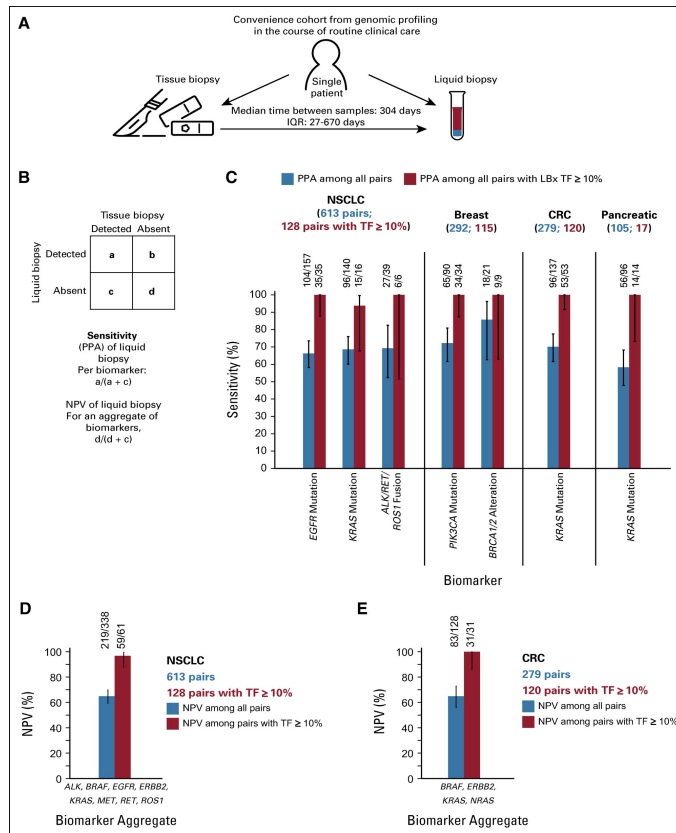 A
Convenience cohort from genomic profiling
in the course of routine clinical care
Tissue biopsy
Single
patient
Liquid biopsy
Median time between samples: 304 days
IQR: 27-670 days
B
Tissue biopsy
Detected Absent
Liquid biopsy
Detected a b
Absent c d
Sensitivity
(PPA) of liquid
biopsy
Per biomarker:
a/(a + c)
NPV of liquid biopsy
For an aggregate of
biomarkers,
d/(d + c)
C
PPA among all pairs
PPA among all pairs with LBx TF ≥ 10%
NSCLC
(613 pairs;
128 pairs with TF ≥ 10%)
Breast
(292; 115)
CRC
(279; 120)
Pancreatic
(105; 17)
104/157
35/35
96/140
15/16
27/39
6/6
65/90
34/34
18/21
9/9
96/137
53/53
56/96
14/14
Sensitivity (%)
100
90
80
70
60
50
40
30
20
10
0
EGFR Mutation
KRAS Mutation
ALK/RET/
ROS1 Fusion
PIK3CA Mutation
BRCA1/2 Alteration
KRAS Mutation
KRAS Mutation
Biomarker
D
219/338
59/61
NPV (%)
100
80
60
40
20
0
NSCLC
613 pairs
128 pairs with TF ≥ 10%
NPV among all pairs
NPV among pairs with TF ≥ 10%
ALK, BRAF, EGFR, ERBB2,
KRAS, MET, RET, ROS1
Biomarker Aggregate
E
83/128
31/31
NPV (%)
100
80
60
40
20
0
CRC
279 pairs
120 pairs with TF ≥ 10%
NPV among all pairs
NPV among pairs with TF ≥ 10%
BRAF, ERBB2,
KRAS, NRAS
Biomarker Aggregate